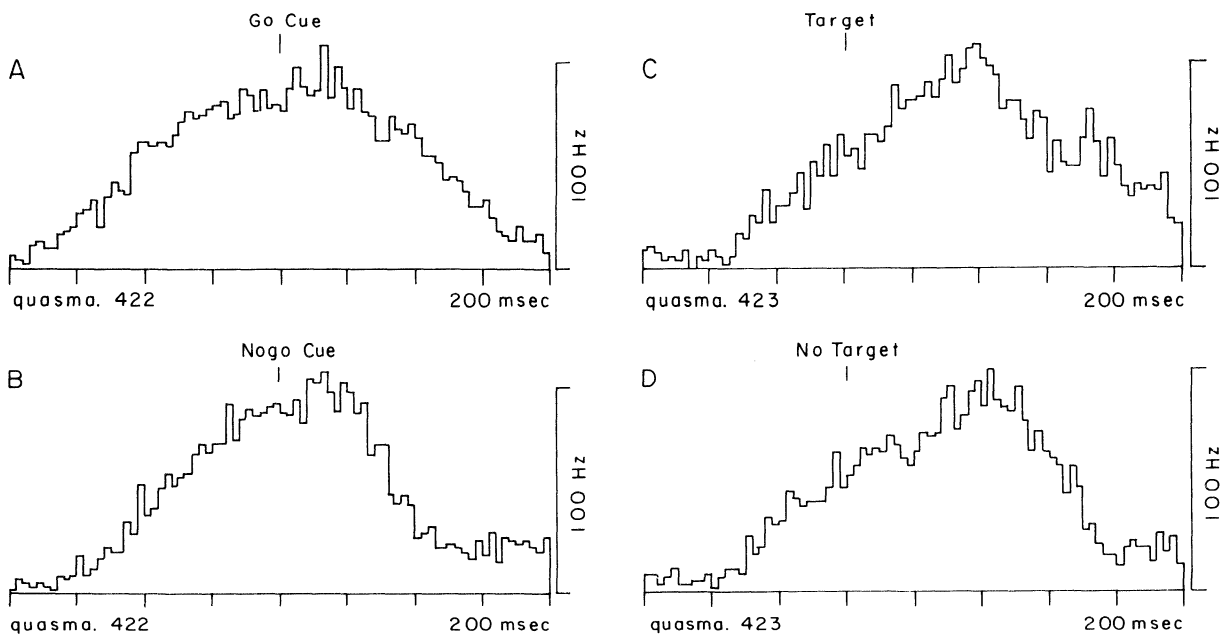 Go Cue
A
100 Hz
quasma. 422
200 msec
Target
C
100 Hz
quasma. 423
200 msec
Nogo Cue
B
100 Hz
quasma. 422
200 msec
No Target
D
100 Hz
quasma. 423
200 msec